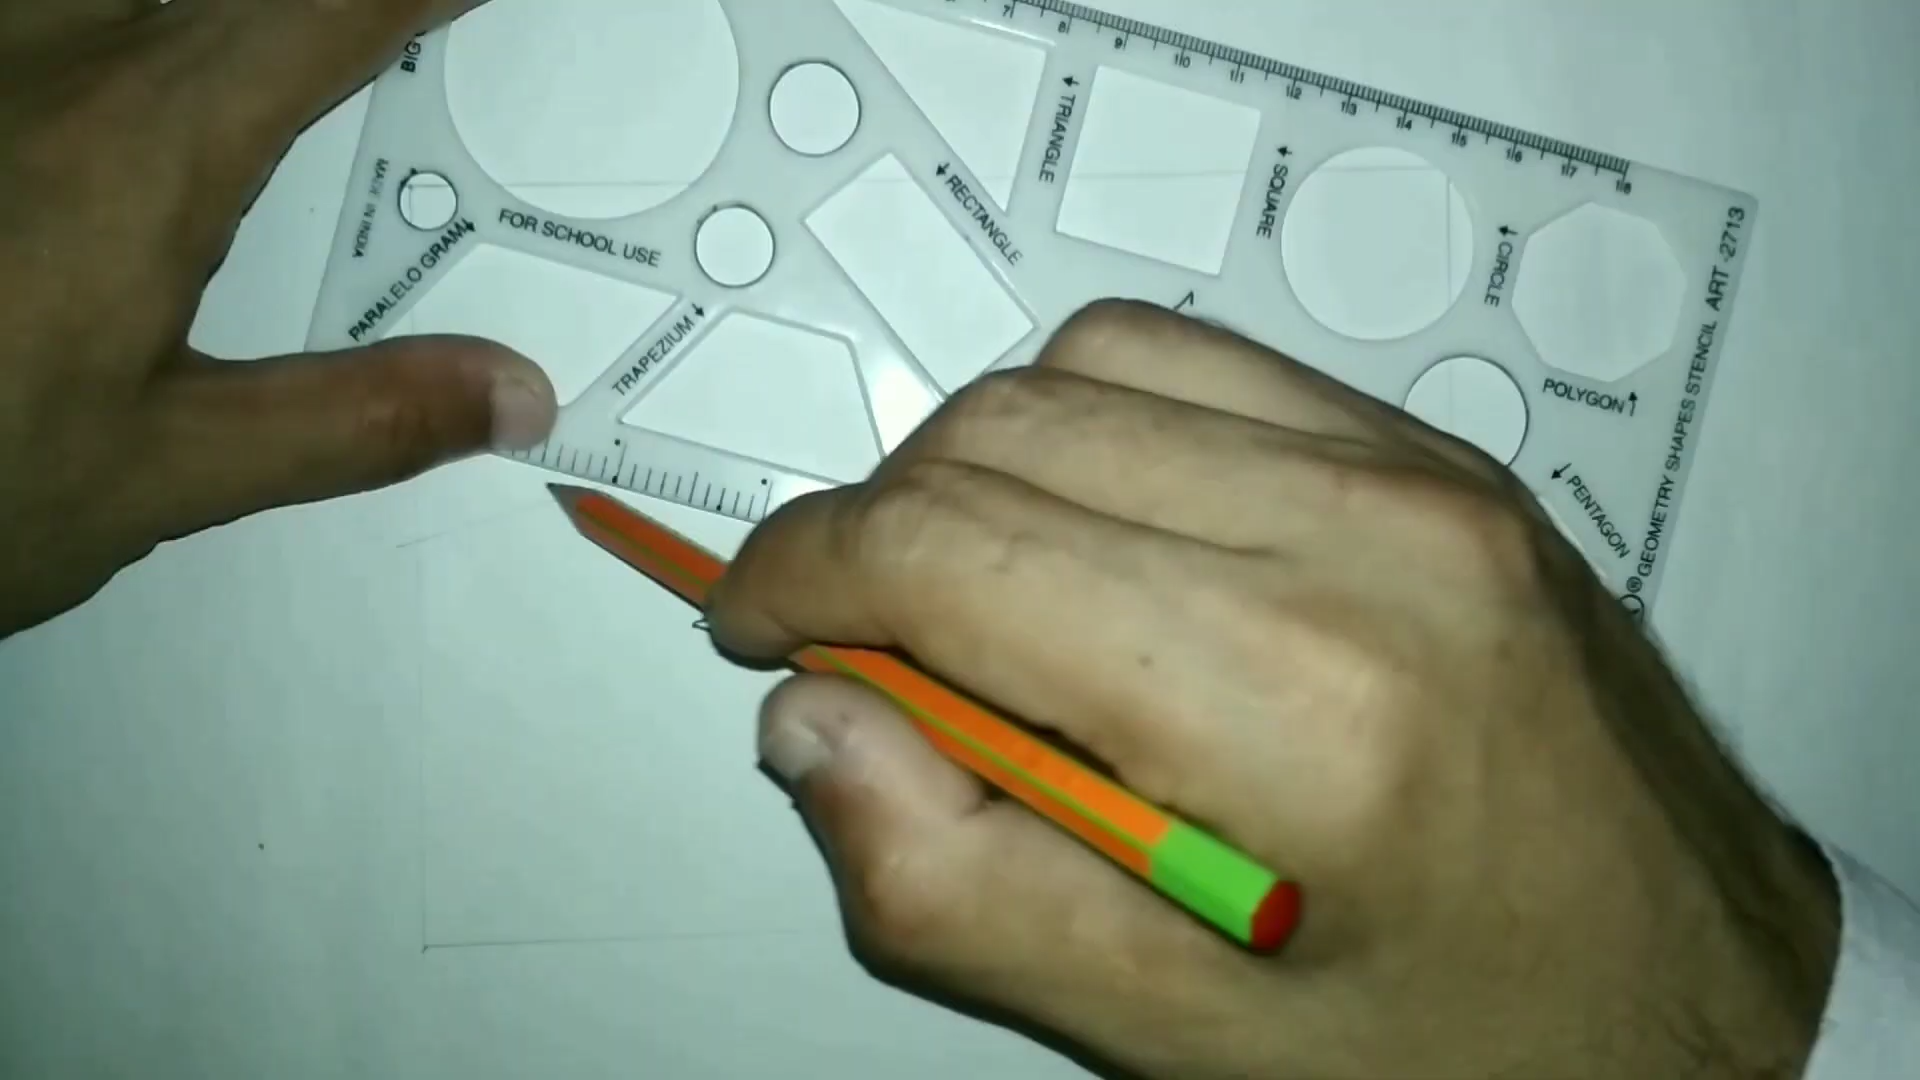 7 8 9 10 11 12 13 14 15 16 17 18
BIG
MADE IN INDIA
FOR SCHOOL USE
PARALELO GRAM
TRAPEZIUM
RECTANGLE
TRIANGLE
SQUARE
CIRCLE
POLYGON
PENTAGON
® GEOMETRY SHAPES STENCIL ART -2713